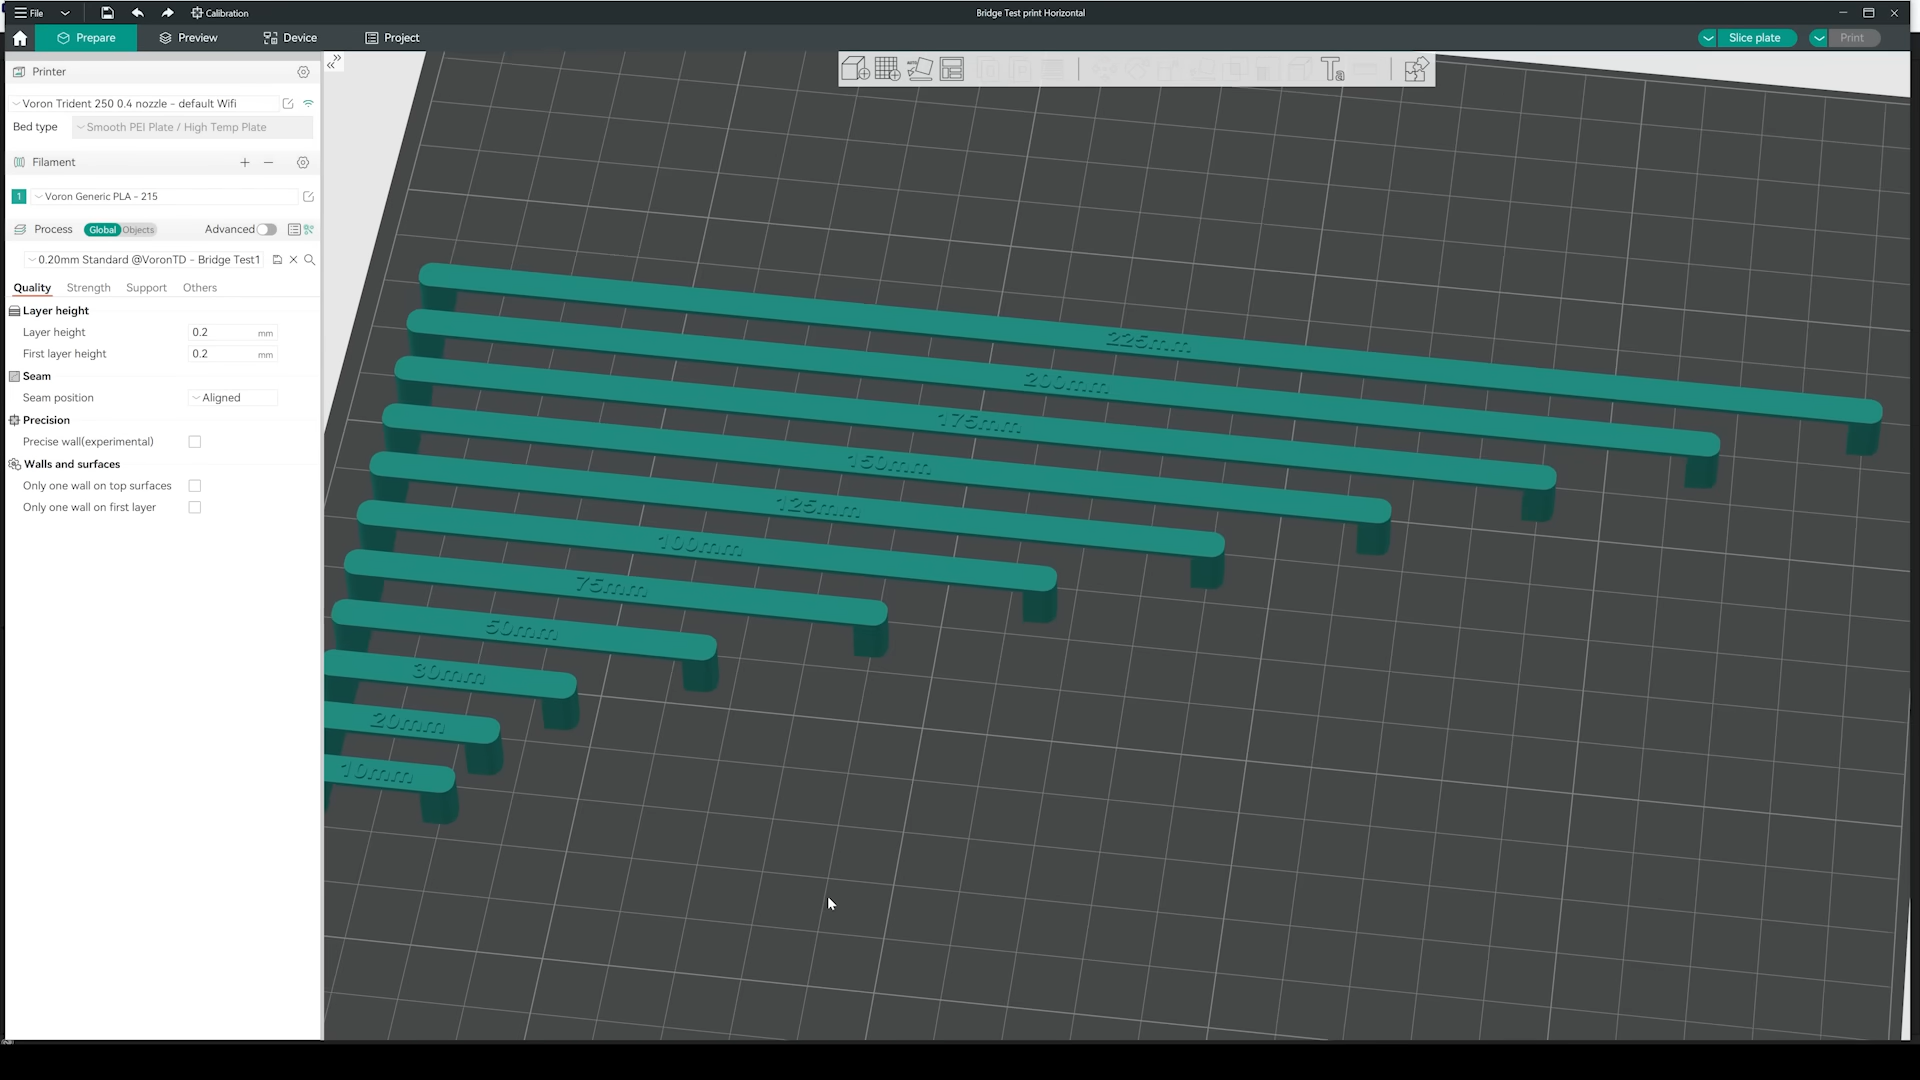 File
Calibration
Bridge Test print Horizontal
Prepare
Preview
Device
Project
Slice plate
Print
Printer
Voron Trident 250 0.4 nozzle - default Wifi
Bed type
Smooth PEI Plate / High Temp Plate
Filament
1
Voron Generic PLA - 215
Process
Global
Objects
Advanced
0.20mm Standard @VoronTD - Bridge Test1
Quality
Strength
Support
Others
Layer height
Layer height
0.2
mm
First layer height
0.2
mm
Seam
Seam position
Aligned
Precision
Precise wall(experimental)
Walls and surfaces
Only one wall on top surfaces
Only one wall on first layer
225mm
200mm
175mm
150mm
125mm
100mm
75mm
50mm
30mm
20mm
10mm